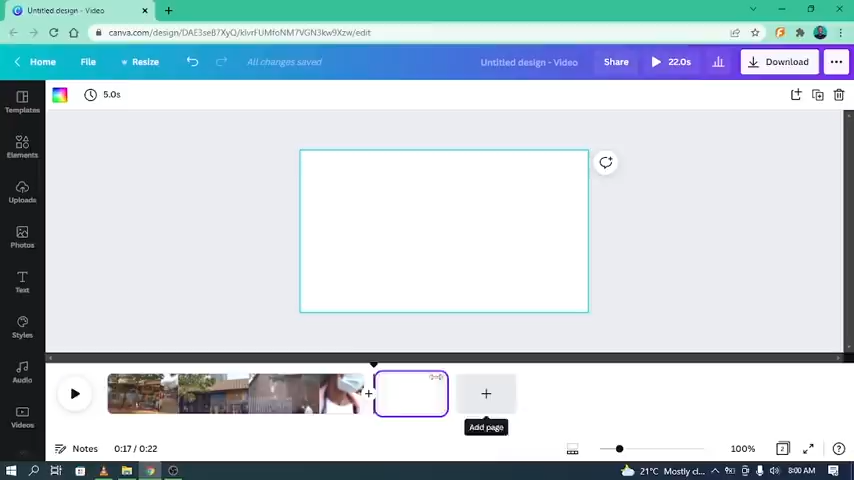 Untitled design - Video
canva.com/design/DAE3seB7XyQ/klvrFUMfoNM7VGN3kw9Xzw/edit
Home
File
Resize
All changes saved
Untitled design - Video
Share
22.0s
Download
5.0s
Templates
Elements
Uploads
Photos
Text
Styles
Audio
Videos
Add page
Notes
0:17 / 0:22
100%
2
21°C Mostly cl...
8:00 AM